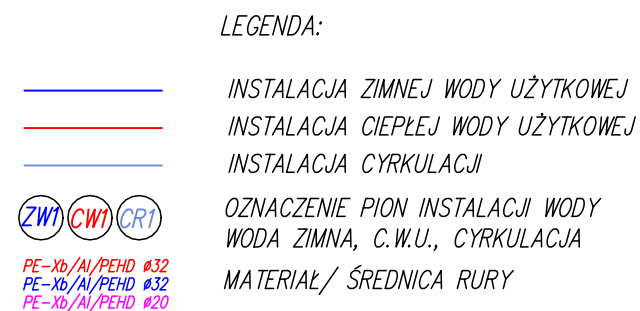 LEGENDA:
INSTALACJA ZIMNEJ WODY UŻYTKOWEJ
INSTALACJA CIEPŁEJ WODY UŻYTKOWEJ
INSTALACJA CYRKULACJI
ZW1 CW1 CR1 OZNACZENIE PION INSTALACJI WODY
WODA ZIMNA, C.W.U., CYRKULACJA
PE-Xb/Al/PEHD ø32
PE-Xb/Al/PEHD ø32
PE-Xb/Al/PEHD ø20
MATERIAŁ/ ŚREDNICA RURY